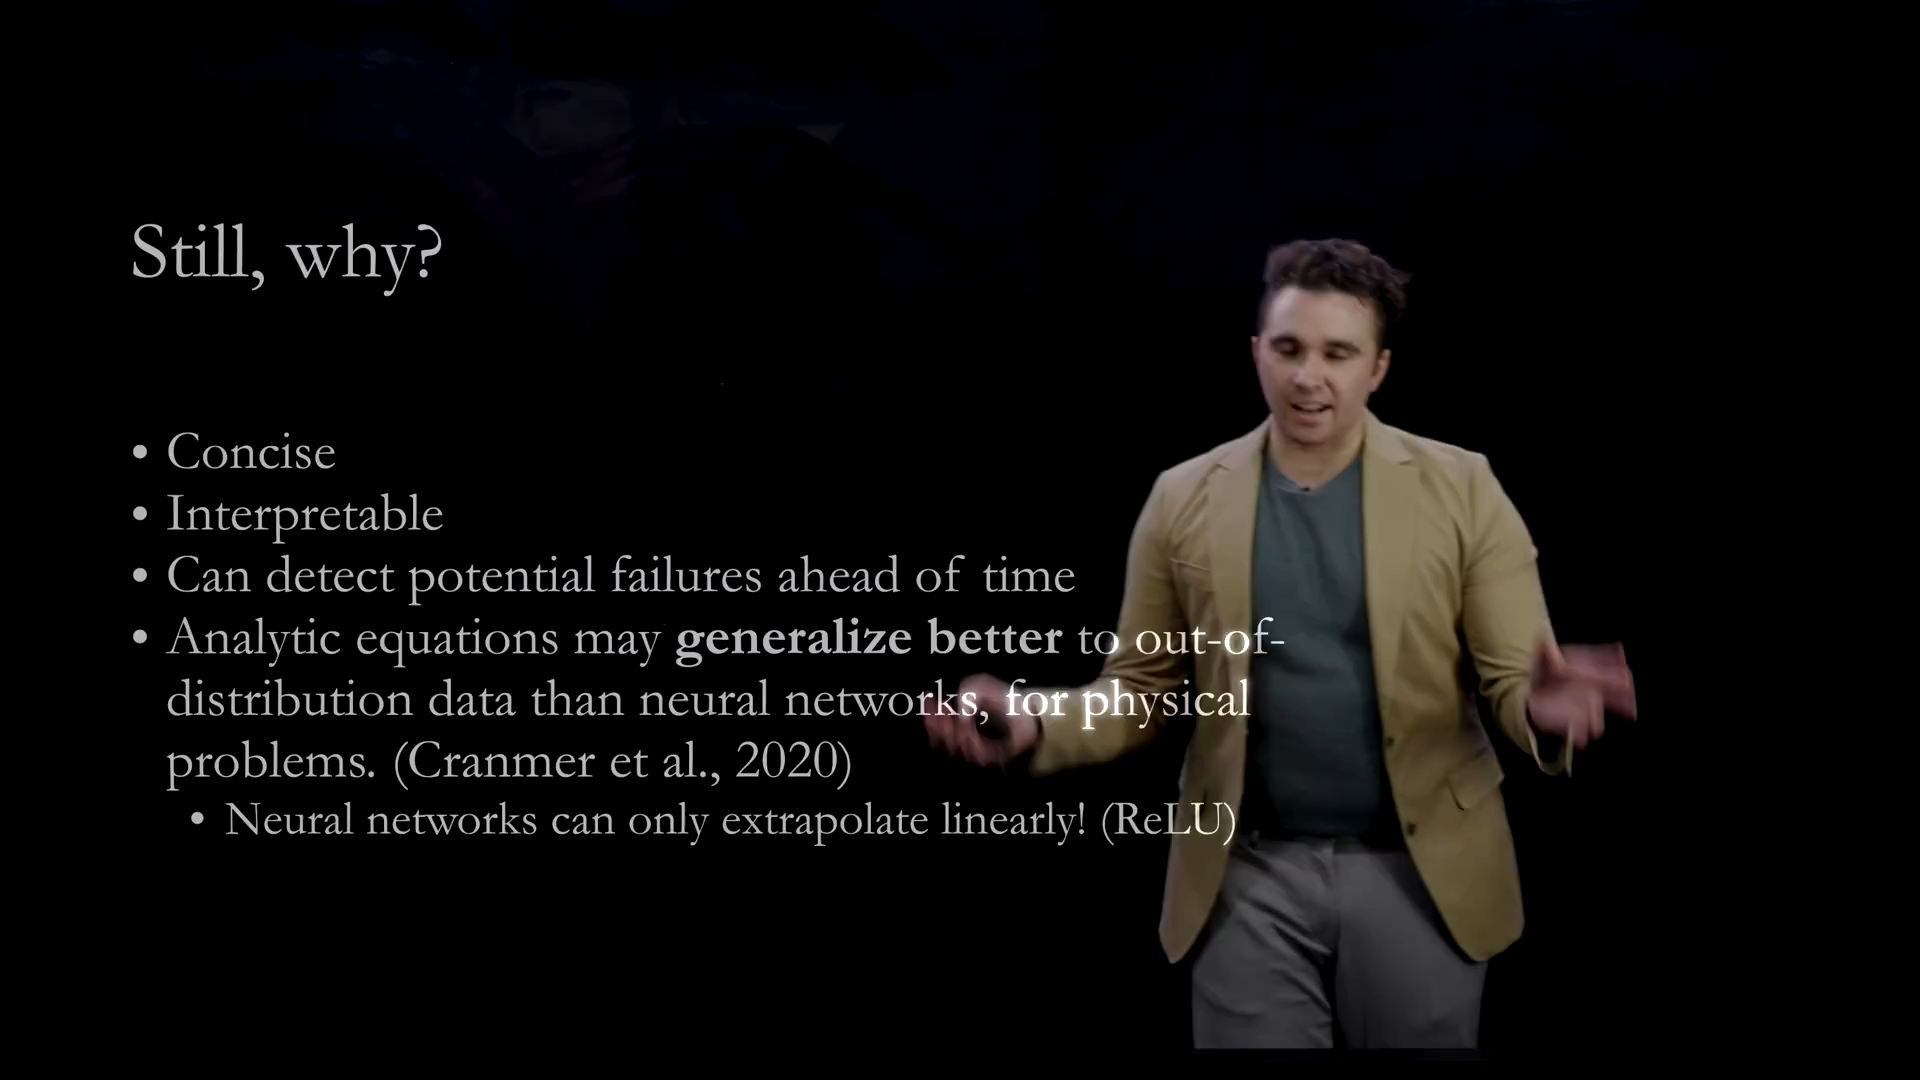 Still, why?
• Concise
• Interpretable
• Can detect potential failures ahead of time
• Analytic equations may generalize better to out-of-
distribution data than neural networks, for physical
problems. (Cranmer et al., 2020)
• Neural networks can only extrapolate linearly! (ReLU)